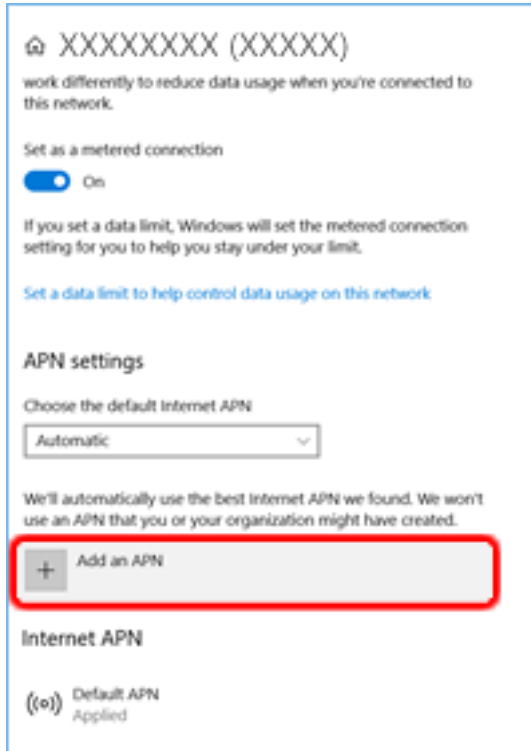 XXXXXXXX (XXXXX)
work differently to reduce data usage when you're connected to
this network.
Set as a metered connection
On
If you set a data limit, Windows will set the metered connection
setting for you to help you stay under your limit.
Set a data limit to help control data usage on this network
APN settings
Choose the default Internet APN
Automatic
We'll automatically use the best Internet APN we found. We won't
use an APN that you or your organization might have created.
Add an APN
Internet APN
Default APN
Applied